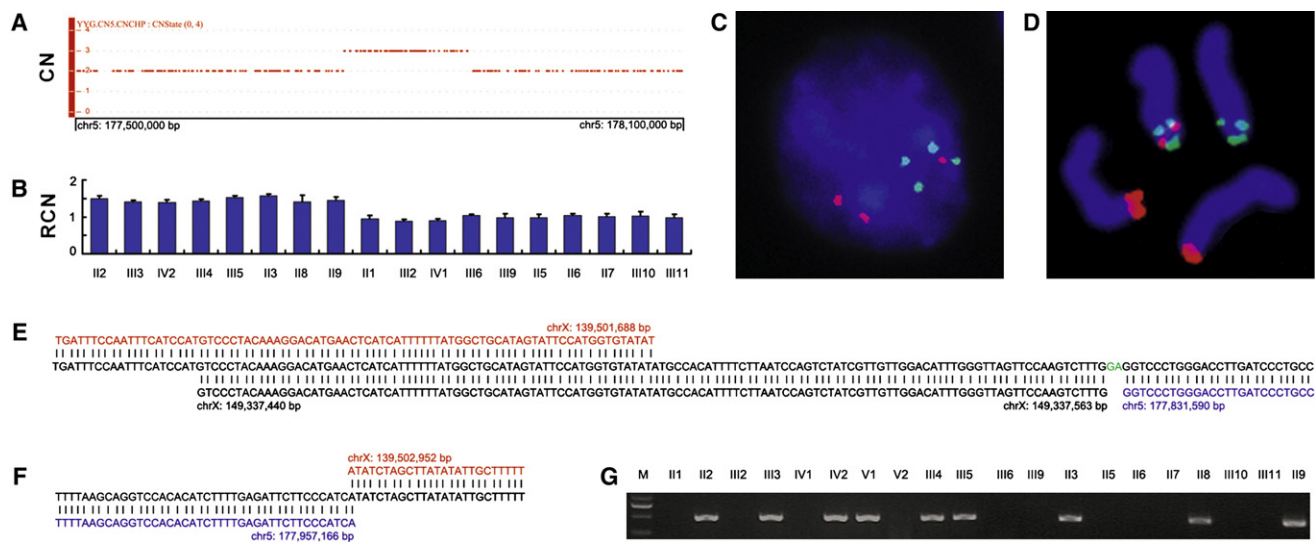 A
CN
YYG.CN5.CNCHP : CNState (0, 4)
4
3
2
1
0
chr5: 177,500,000 bp
chr5: 178,100,000 bp
B
RCN
2
1
0
II2 III3 IV2 III4 III5 II3 II8 II9 II1 III2 IV1 III6 III9 II5 II6 II7 III10 III11
C
D
E
chrX: 139,501,688 bp
TGATTTCCAATTTCATCCATGTCCCTACAAAGGACATGAACTCATCATTTTTTATGGCTGCATAGTATTCCATGGTGTATAT
TGATTTCCAATTTCATCCATGTCCCTACAAAGGACATGAACTCATCATTTTTTATGGCTGCATAGTATTCCATGGTGTATATATGCCACATTTTCTTAATCCAGTCTATCGTTGTTGGACATTTGGGTTAGTTCCAAGTCTTTGGAGGTCCCTGGGACCTTGATCCCTGCC
GTCCCTACAAAGGACATGAACTCATCATTTTTTATGGCTGCATAGTATTCCATGGTGTATATATGCCACATTTTCTTAATCCAGTCTATCGTTGTTGGACATTTGGGTTAGTTCCAAGTCTTTG GGTCCCTGGGACCTTGATCCCTGCC
chrX: 149,337,440 bp
chrX: 149,337,563 bp
chr5: 177,831,590 bp
F
chrX: 139,502,952 bp
ATATCTAGCTTATATATTGCTTTTT
TTTTAAGCAGGTCCACACATCTTTTGAGATTCTTCCCATCATATCTAGCTTATATATTGCTTTTT
TTTTAAGCAGGTCCACACATCTTTTGAGATTCTTCCCATCA
chr5: 177,957,166 bp
G
M II1 II2 III2 III3 IV1 IV2 V1 V2 III4 III5 III6 III9 II3 II5 II6 II7 II8 III10 III11 II9